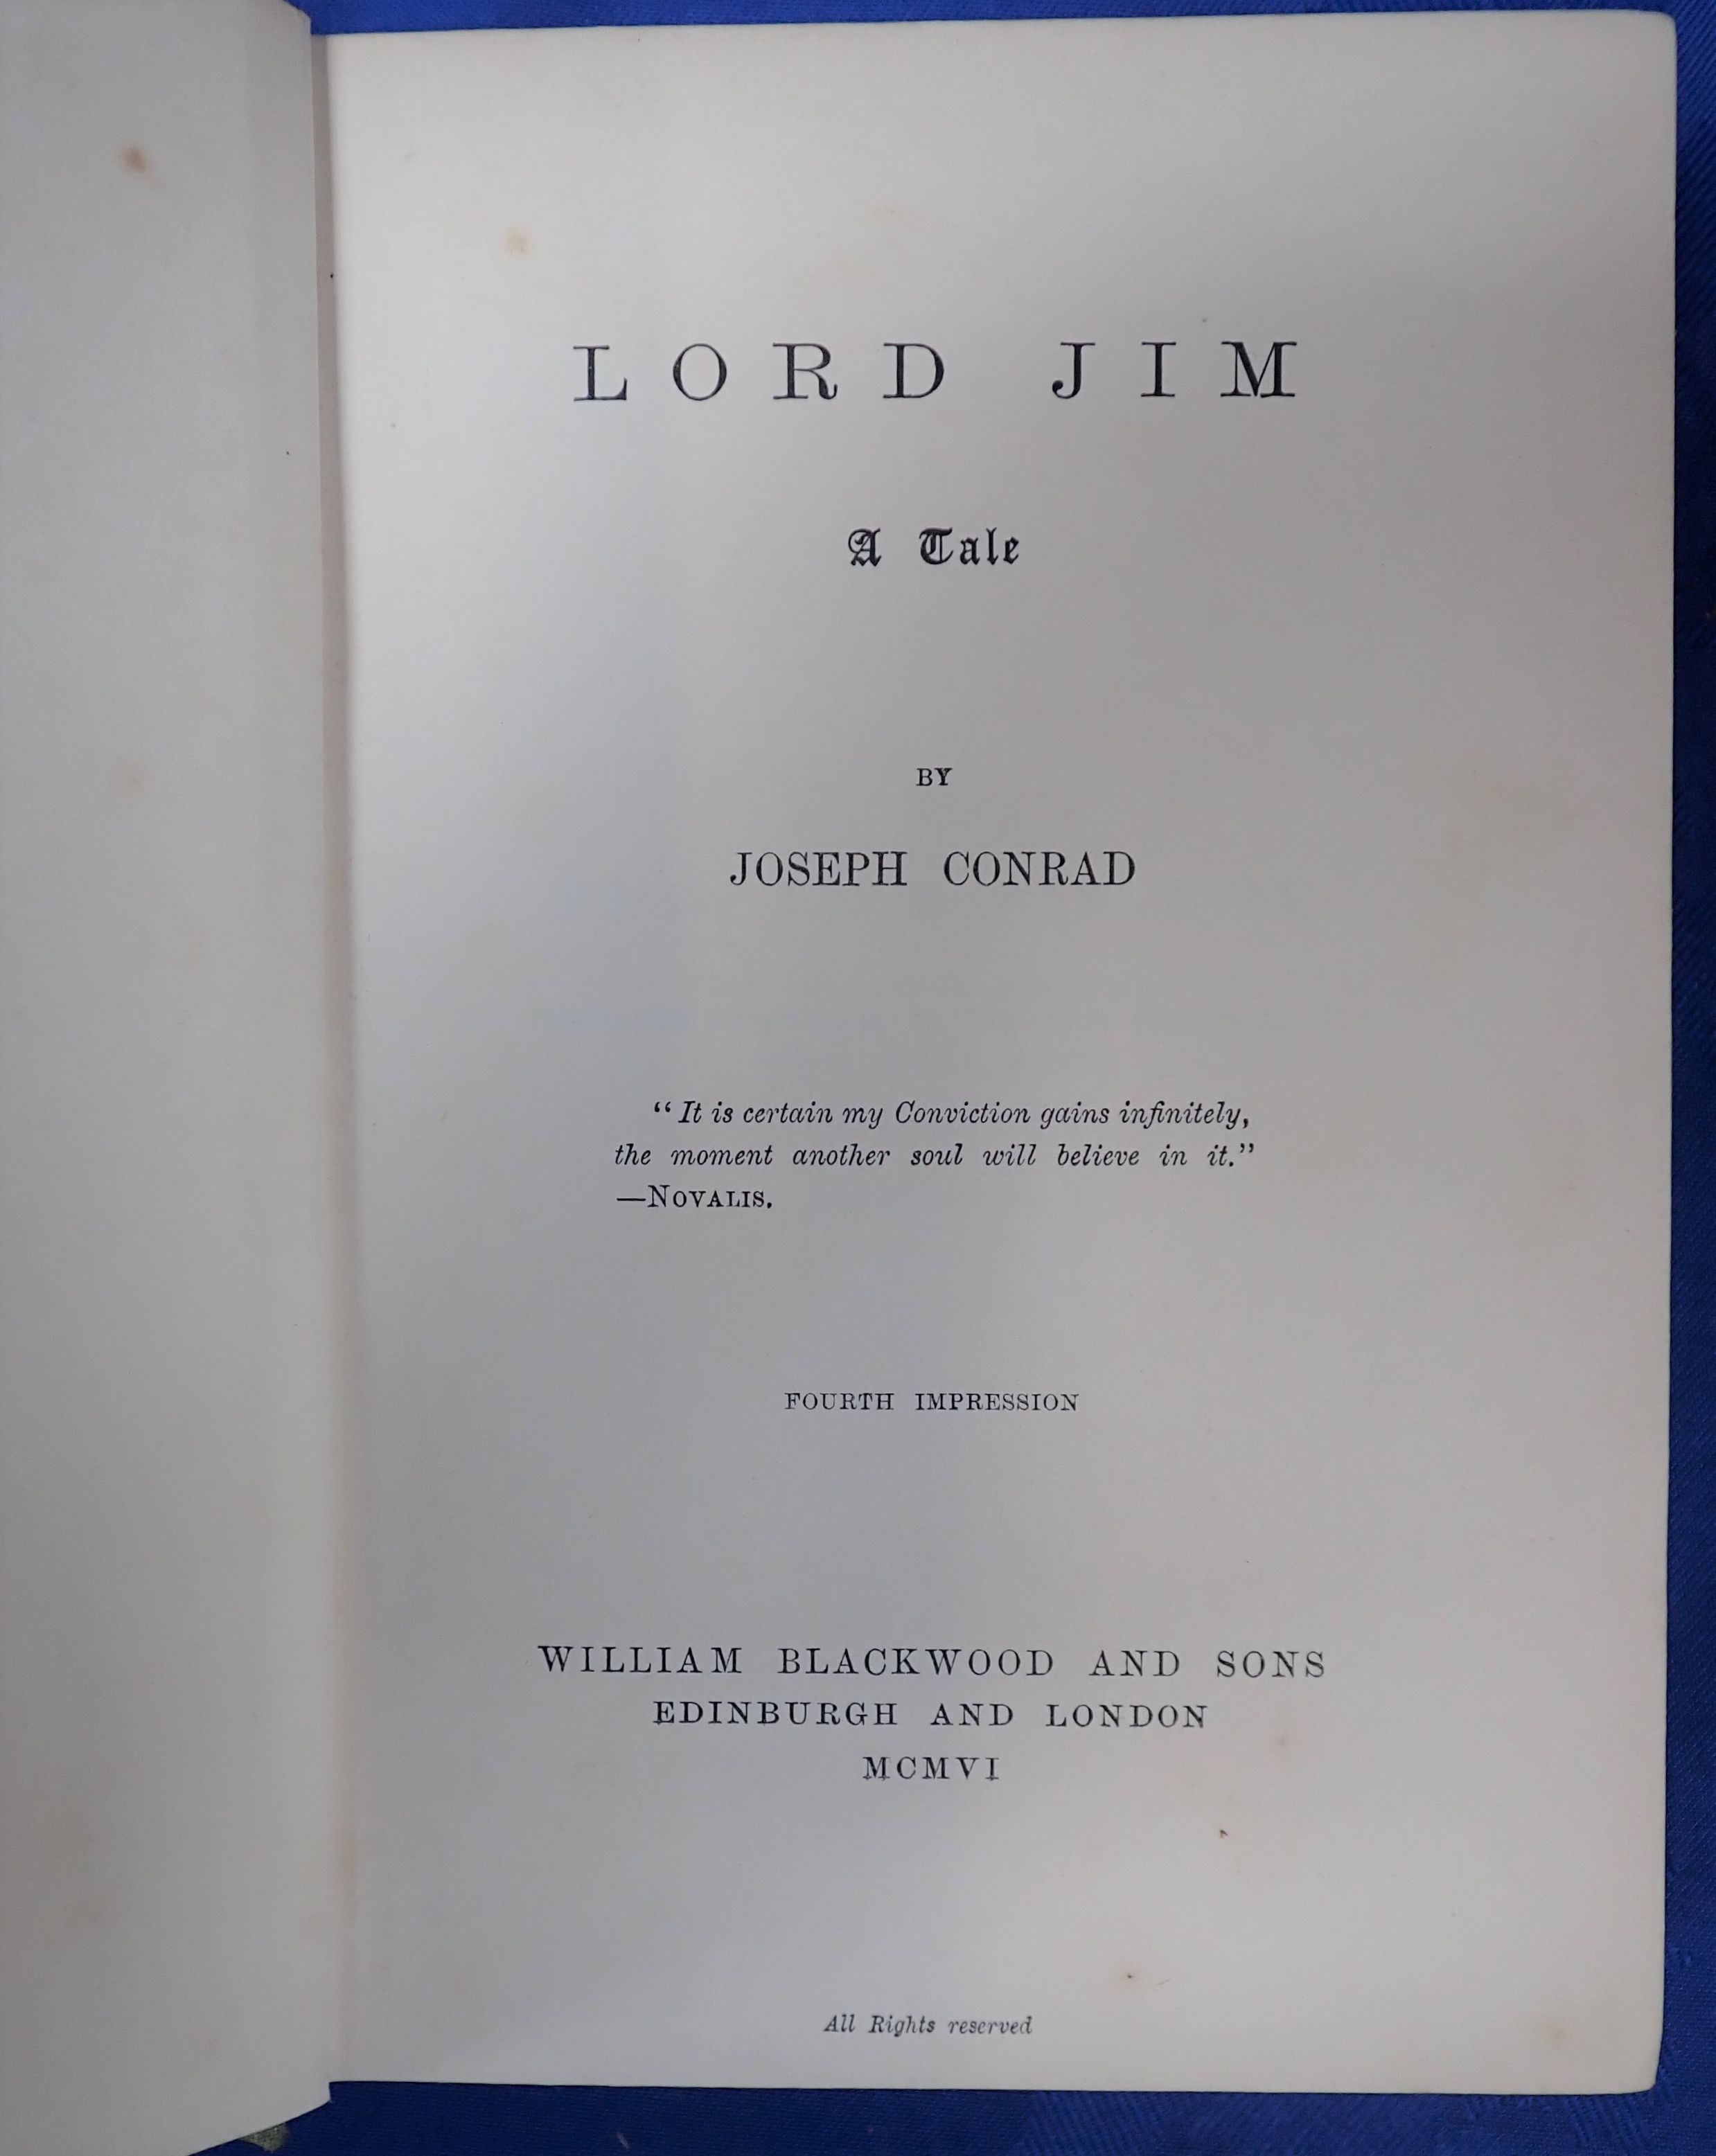 LORD JIM
A Tale
BY
JOSEPH CONRAD
“It is certain my Conviction gains infinitely,
the moment another soul will believe in it.”
—NOVALIS.
FOURTH IMPRESSION
WILLIAM BLACKWOOD AND SONS
EDINBURGH AND LONDON
MCMVI
All Rights reserved